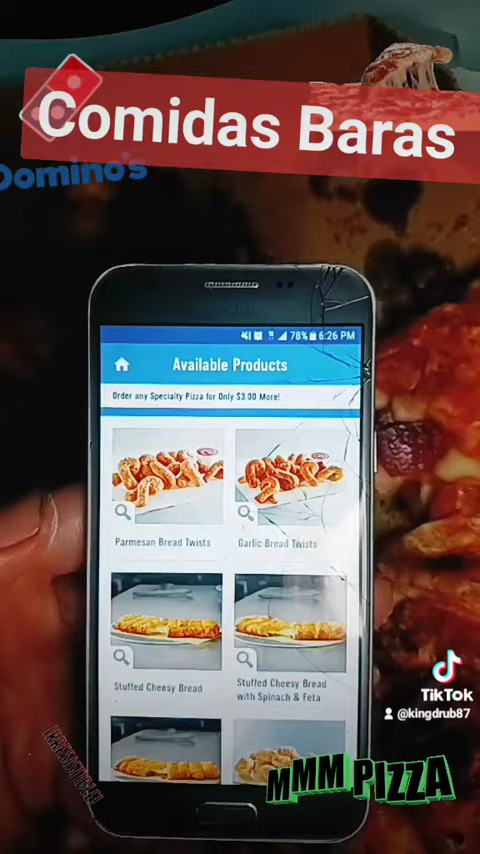 Comidas Baras
Domino's
78% 6:26 PM
Available Products
Order any Specialty Pizza for Only $3.00 More!
Parmesan Bread Twists
Garlic Bread Twists
Stuffed Cheesy Bread
Stuffed Cheesy Bread
with Spinach & Feta
TikTok
@kingdrub87
IRRESISTIBLE!
MMM PIZZA